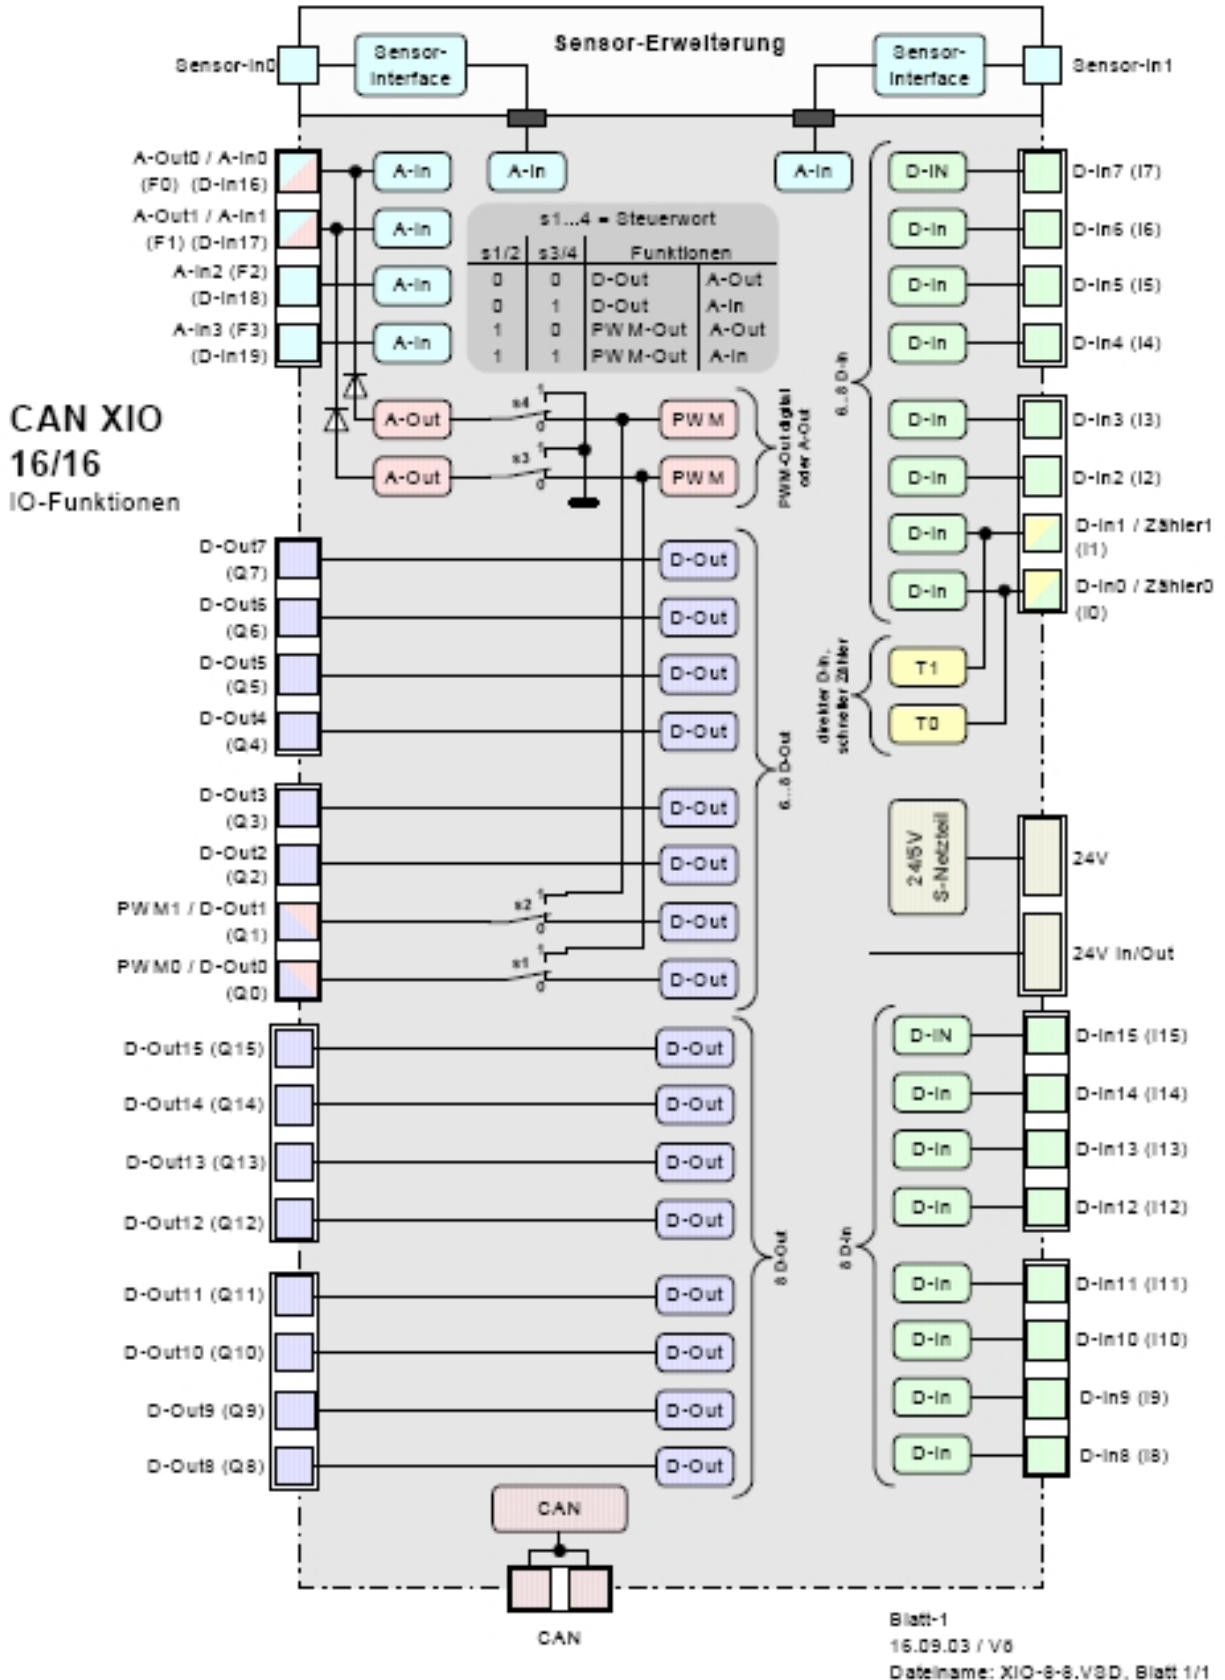 Sensor-Erweiterung
Sensor-In0
Sensor-
Interface
Sensor-
Interface
Sensor-In1
A-Out0 / A-In0
(F0) (D-In16)
A-Out1 / A-In1
(F1) (D-In17)
A-In2 (F2)
(D-In18)
A-In3 (F3)
(D-In19)
A-In
A-In
A-In
A-In
A-In
A-In
s1...4 = Steuerwort
s1/2 s3/4 Funktionen
0 0 D-Out A-Out
0 1 D-Out A-In
1 0 PWM-Out A-Out
1 1 PWM-Out A-In
CAN XIO
16/16
IO-Funktionen
A-Out
s4
1
0
PWM
A-Out
s3
1
0
PWM
PWM-Out digital
oder A-Out
6...8 D-In
D-IN
D-In7 (I7)
D-In
D-In6 (I6)
D-In
D-In5 (I5)
D-In
D-In4 (I4)
D-In
D-In3 (I3)
D-In
D-In2 (I2)
D-In
D-In1 / Zähler1
(I1)
D-In
D-In0 / Zähler0
(I0)
direkter D-In,
schneller Zähler
T1
T0
D-Out7
(Q7)
D-Out
D-Out6
(Q6)
D-Out
D-Out5
(Q5)
D-Out
D-Out4
(Q4)
D-Out
D-Out3
(Q3)
D-Out
D-Out2
(Q2)
D-Out
PWM1 / D-Out1
(Q1)
s2
1
0
D-Out
PWM0 / D-Out0
(Q0)
s1
1
0
D-Out
6...8 D-Out
24/5V
S-Netzteil
24V
24V In/Out
D-Out15 (Q15)
D-Out
D-Out14 (Q14)
D-Out
D-Out13 (Q13)
D-Out
D-Out12 (Q12)
D-Out
D-Out11 (Q11)
D-Out
D-Out10 (Q10)
D-Out
D-Out9 (Q9)
D-Out
D-Out8 (Q8)
D-Out
8 D-Out
8 D-In
D-IN
D-In15 (I15)
D-In
D-In14 (I14)
D-In
D-In13 (I13)
D-In
D-In12 (I12)
D-In
D-In11 (I11)
D-In
D-In10 (I10)
D-In
D-In9 (I9)
D-In
D-In8 (I8)
CAN
CAN
Blatt-1
16.09.03 / Vö
Dateiname: XIO-8-8.VSD, Blatt 1/1